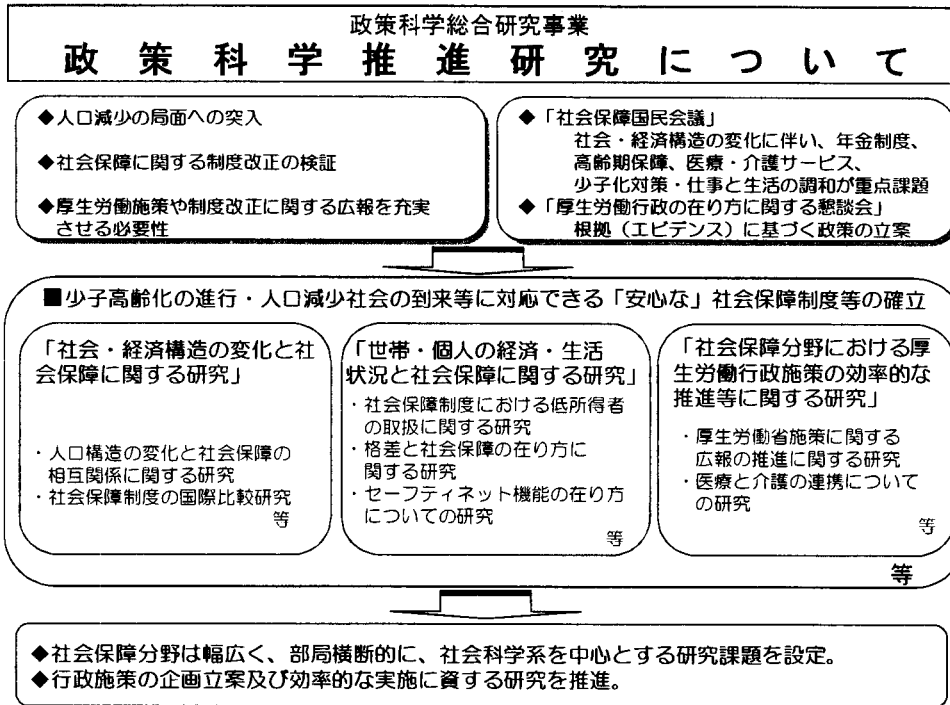 政策科学総合研究事業
政策科学推進研究について
◆人口減少の局面への突入
◆社会保障に関する制度改正の検証
◆厚生労働施策や制度改正に関する広報を充実
させる必要性
◆「社会保障国民会議」
社会・経済構造の変化に伴い、年金制度、
高齢期保障、医療・介護サービス、
少子化対策・仕事と生活の調和が重点課題
◆「厚生労働行政の在り方に関する懇談会」
根拠（エビデンス）に基づく政策の立案
■少子高齢化の進行・人口減少社会の到来等に対応できる「安心な」社会保障制度等の確立
「社会・経済構造の変化と社
会保障に関する研究」
・人口構造の変化と社会保障の
相互関係に関する研究
・社会保障制度の国際比較研究
等
「世帯・個人の経済・生活
状況と社会保障に関する研究」
・社会保障制度における低所得者
の取扱に関する研究
・格差と社会保障の在り方に
関する研究
・セーフティネット機能の在り方
についての研究
等
「社会保障分野における厚
生労働行政施策の効率的な
推進等に関する研究」
・厚生労働省施策に関する
広報の推進に関する研究
・医療と介護の連携について
の研究
等
等
◆社会保障分野は幅広く、部局横断的に、社会科学系を中心とする研究課題を設定。
◆行政施策の企画立案及び効率的な実施に資する研究を推進。